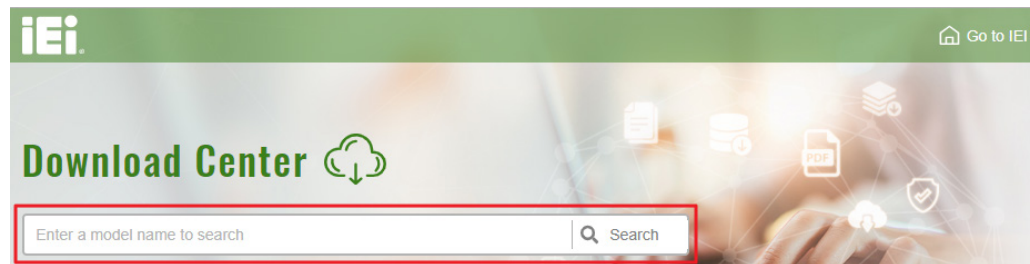 iEi.
Go to IEI
PDF
Download Center
Enter a model name to search
Search